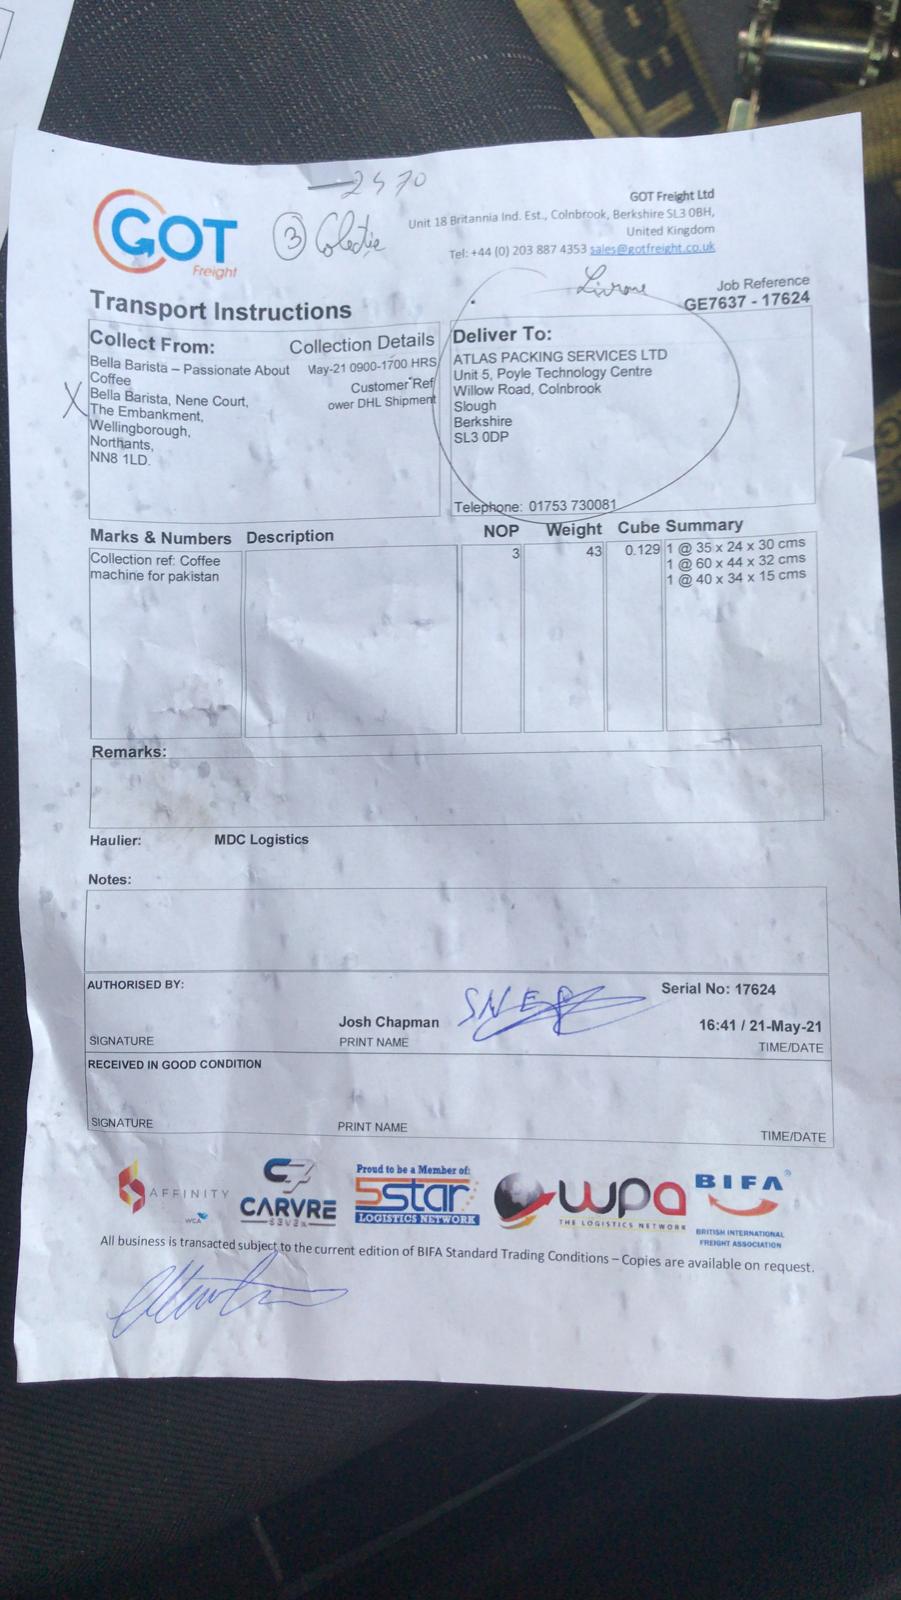 2470
GOT
Freight
3 Colectie
GOT Freight Ltd
Unit 18 Britannia Ind. Est., Colnbrook, Berkshire SL3 0BH,
United Kingdom
Tel: +44 (0) 203 887 4353 sales@gotfreight.co.uk
Job Reference
GE7637 - 17624
Transport Instructions
Collect From:
Collection Details
Bella Barista – Passionate About
Coffee
Bella Barista, Nene Court,
The Embankment,
Wellingborough,
Northants,
NN8 1LD.
May-21 0900-1700 HRS
Customer Ref
ower DHL Shipment
X
Deliver To:
ATLAS PACKING SERVICES LTD
Unit 5, Poyle Technology Centre
Willow Road, Colnbrook
Slough
Berkshire
SL3 0DP
Telephone: 01753 730081
Marks & Numbers Description NOP Weight Cube Summary
Collection ref: Coffee
machine for pakistan
3 43 0.129 1 @ 35 x 24 x 30 cms
1 @ 60 x 44 x 32 cms
1 @ 40 x 34 x 15 cms
Remarks:
Haulier: MDC Logistics
Notes:
AUTHORISED BY:
Serial No: 17624
Josh Chapman
16:41 / 21-May-21
SIGNATURE PRINT NAME TIME/DATE
RECEIVED IN GOOD CONDITION
SIGNATURE PRINT NAME TIME/DATE
AFFINITY
WCA
CARVRE
SEVEN
Proud to be a Member of:
5star
LOGISTICS NETWORK
wpa
THE LOGISTICS NETWORK
BIFA
BRITISH INTERNATIONAL
FREIGHT ASSOCIATION
All business is transacted subject to the current edition of BIFA Standard Trading Conditions – Copies are available on request.